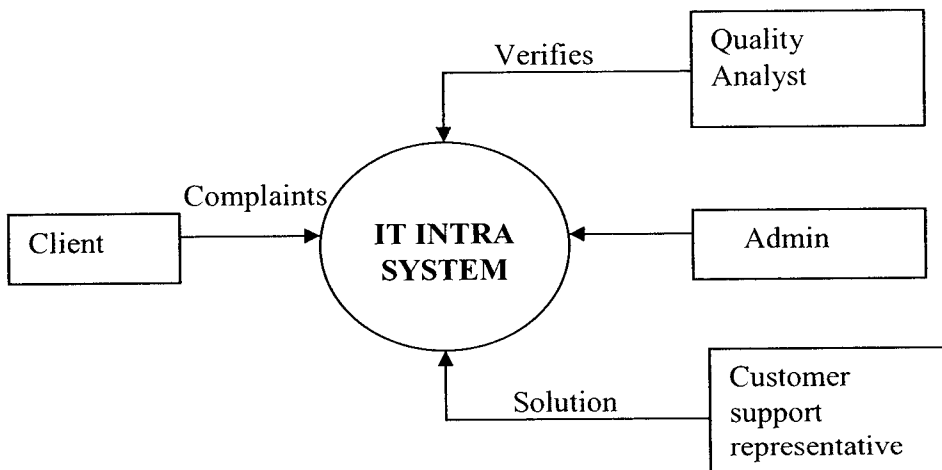 Verifies
Quality
Analyst
Complaints
Client
IT INTRA
SYSTEM
Admin
Solution
Customer
support
representative